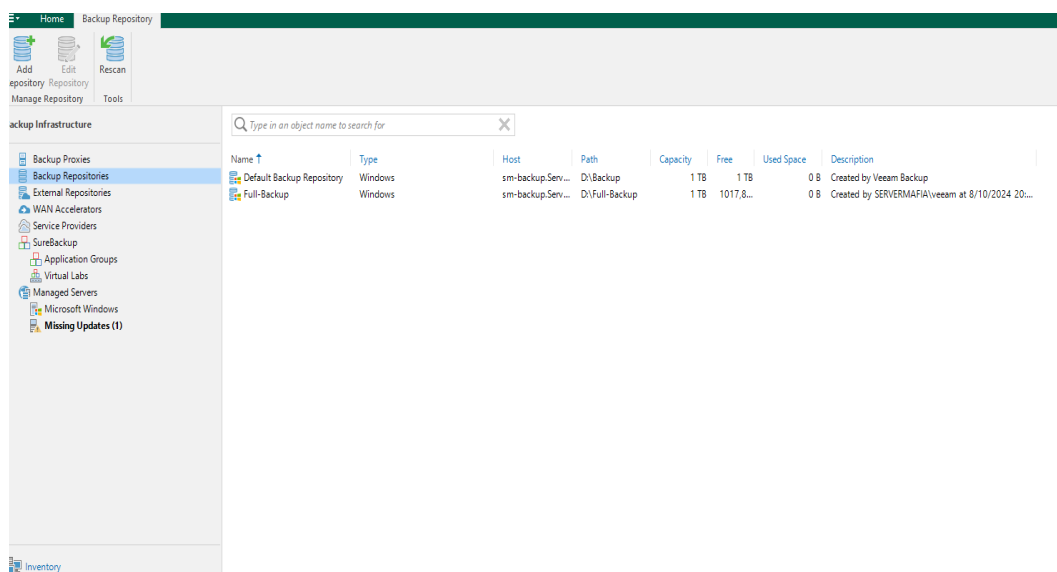 Home Backup Repository
Add Edit Rescan
epository Repository
Manage Repository Tools
ackup Infrastructure
Type in an object name to search for
Backup Proxies
Backup Repositories
External Repositories
WAN Accelerators
Service Providers
SureBackup
Application Groups
Virtual Labs
Managed Servers
Microsoft Windows
Missing Updates (1)
Name Type Host Path Capacity Free Used Space Description
Default Backup Repository Windows sm-backup.Serv... D:\Backup 1 TB 1 TB 0 B Created by Veeam Backup
Full-Backup Windows sm-backup.Serv... D:\Full-Backup 1 TB 1017,8... 0 B Created by SERVERMAFIA\veeam at 8/10/2024 20:...
Inventory